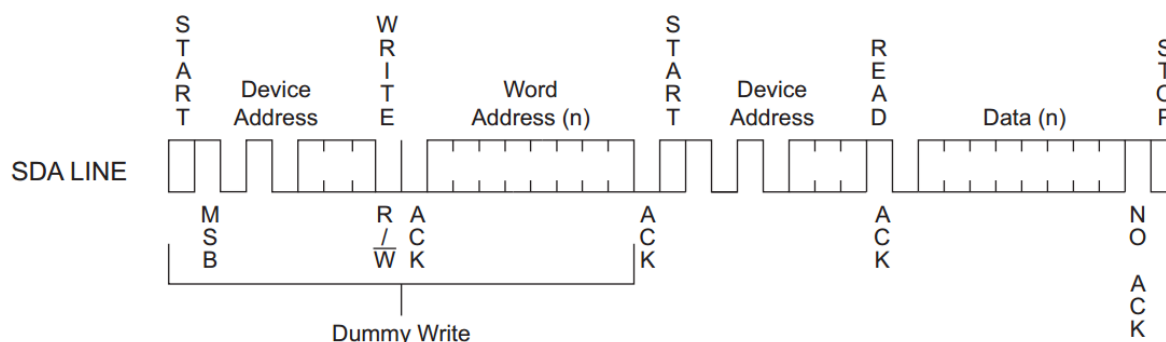 START
WRITE
START
READ
STOP
Device
Address
Word
Address (n)
Device
Address
Data (n)
SDA LINE
MSB
R/W
ACK
ACK
ACK
NO ACK
Dummy Write